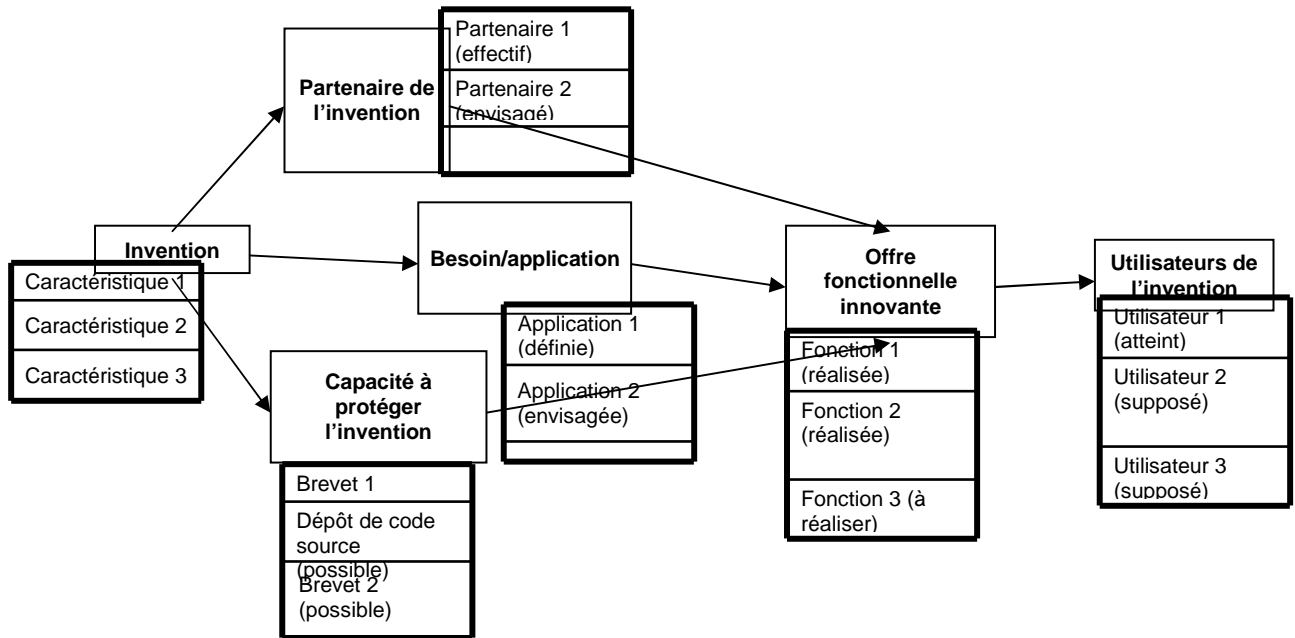 Partenaire de
l’invention
Partenaire 1
(effectif)
Partenaire 2
(envisagé)
Invention
Caractéristique 1
Caractéristique 2
Caractéristique 3
Besoin/application
Application 1
(définie)
Application 2
(envisagée)
Capacité à
protéger
l’invention
Brevet 1
Dépôt de code
source
(possible)
Brevet 2
(possible)
Offre
fonctionnelle
innovante
Fonction 1
(réalisée)
Fonction 2
(réalisée)
Fonction 3 (à
réaliser)
Utilisateurs de
l’invention
Utilisateur 1
(atteint)
Utilisateur 2
(supposé)
Utilisateur 3
(supposé)